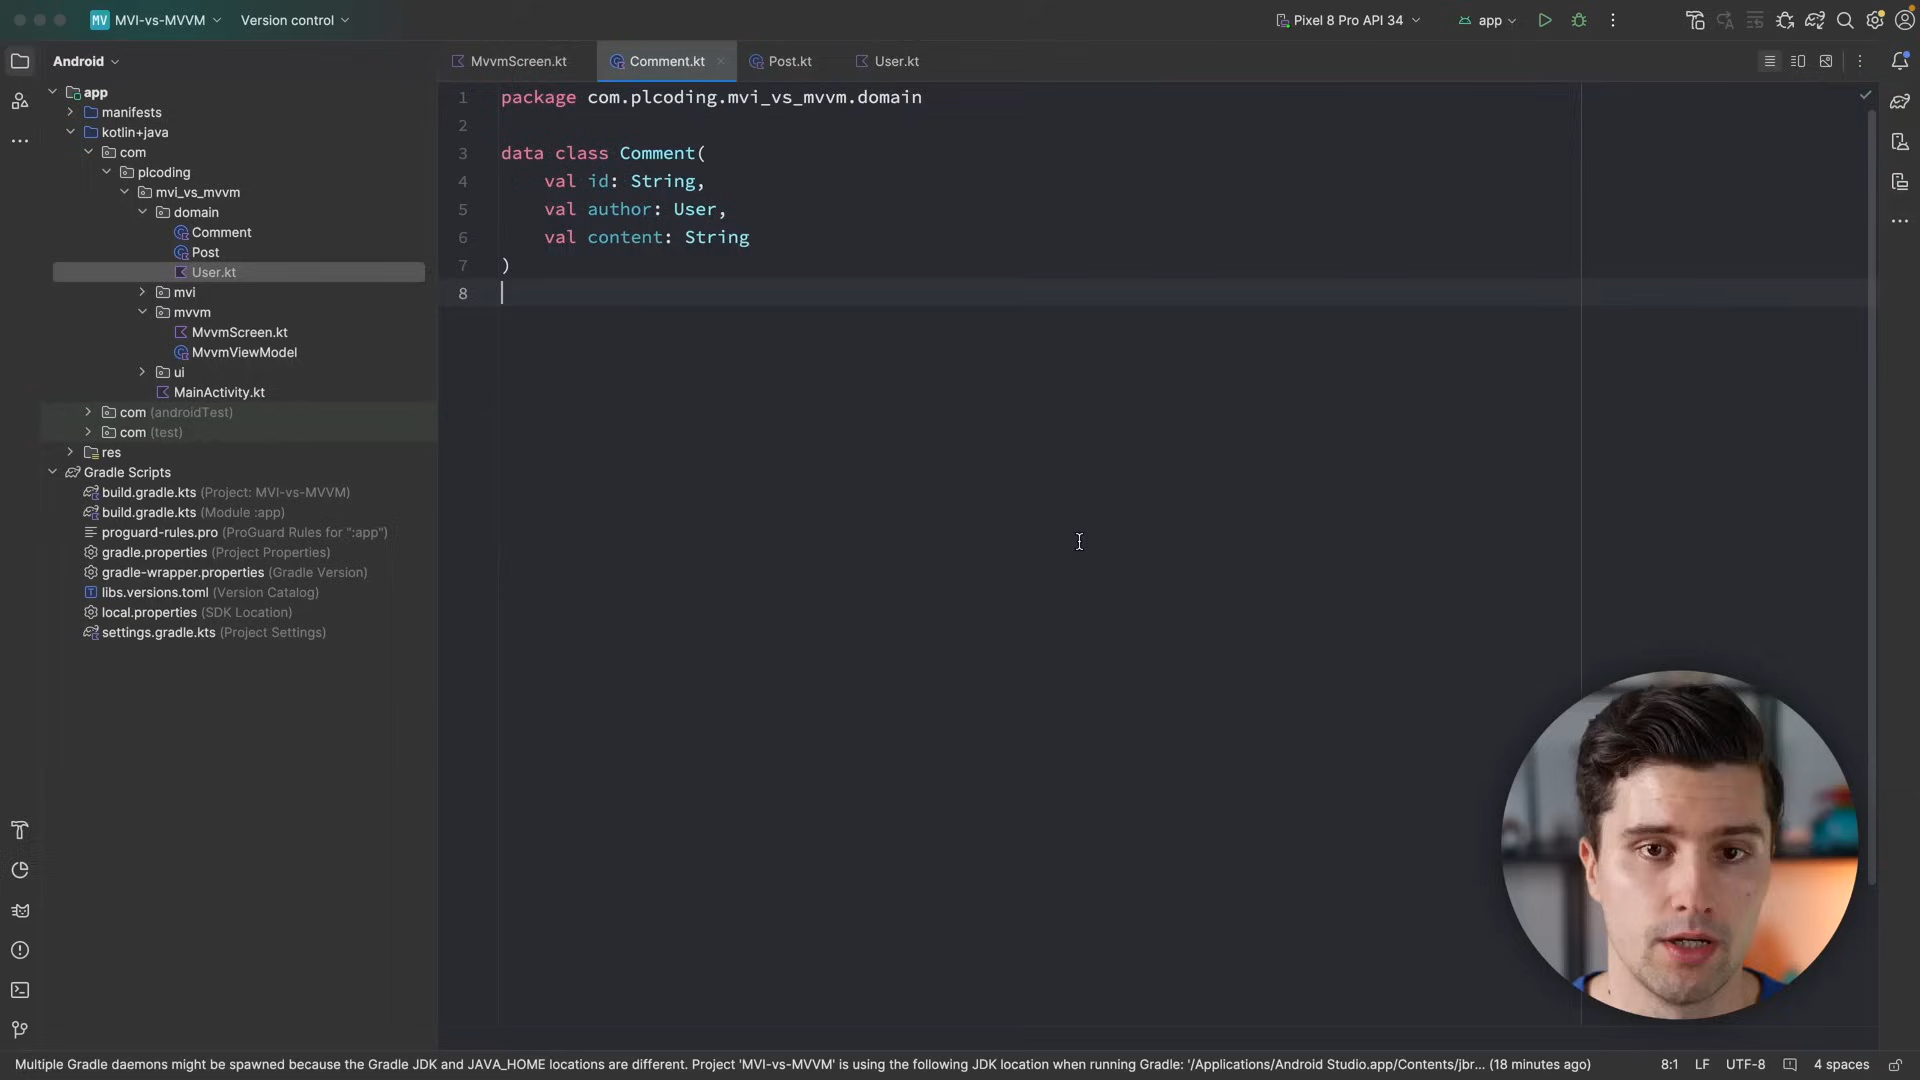 MV MVI-vs-MVVM Version control Pixel 8 Pro API 34 app
Android MvvmScreen.kt Comment.kt Post.kt User.kt
app
manifests
kotlin+java
com
plcoding
mvi_vs_mvvm
domain
Comment
Post
User.kt
mvi
mvvm
MvvmScreen.kt
MvvmViewModel
ui
MainActivity.kt
com (androidTest)
com (test)
res
Gradle Scripts
build.gradle.kts (Project: MVI-vs-MVVM)
build.gradle.kts (Module :app)
proguard-rules.pro (ProGuard Rules for ":app")
gradle.properties (Project Properties)
gradle-wrapper.properties (Gradle Version)
libs.versions.toml (Version Catalog)
local.properties (SDK Location)
settings.gradle.kts (Project Settings)
1 package com.plcoding.mvi_vs_mvvm.domain
2
3 data class Comment(
4 val id: String,
5 val author: User,
6 val content: String
7 )
8
Multiple Gradle daemons might be spawned because the Gradle JDK and JAVA_HOME locations are different. Project 'MVI-vs-MVVM' is using the following JDK location when running Gradle: '/Applications/Android Studio.app/Contents/jbr... (18 minutes ago) 8:1 LF UTF-8 4 spaces